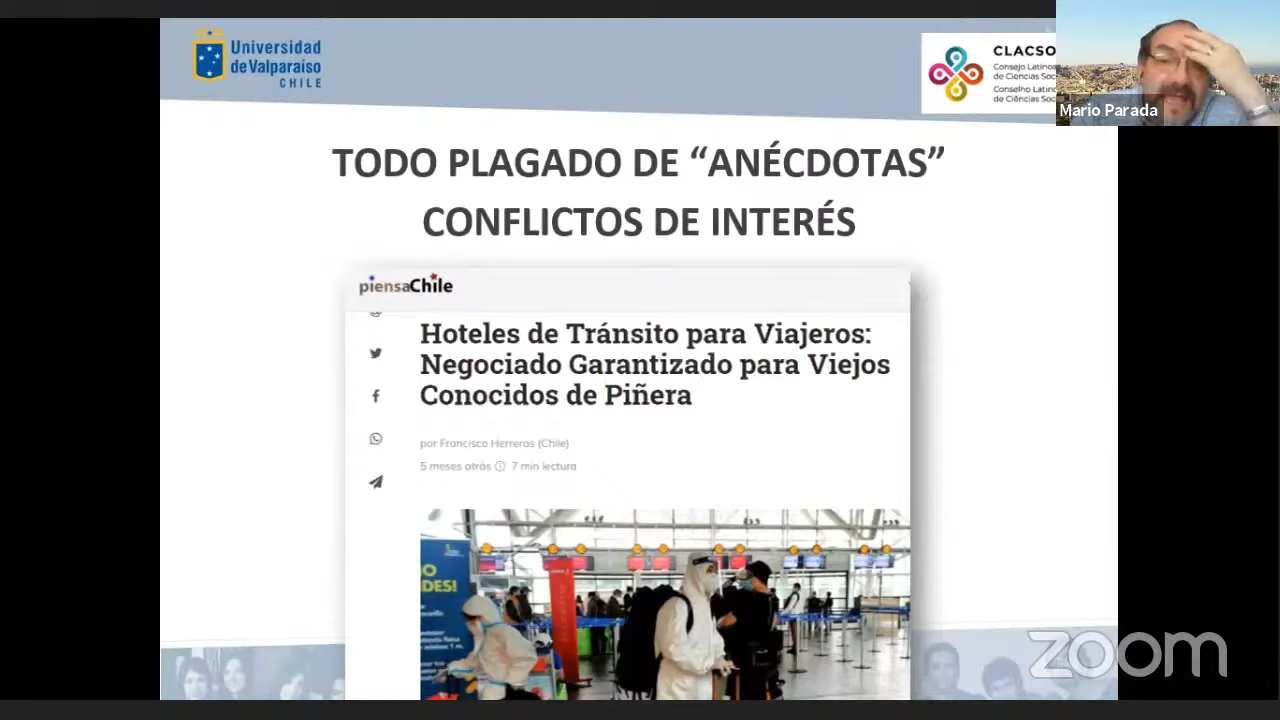 Universidad
de Valparaíso
CHILE
CLACSO
Consejo Latino
de Ciencias Soc
Conselho Latino
de Ciências Soc
Mario Parada
TODO PLAGADO DE “ANÉCDOTAS”
CONFLICTOS DE INTERÉS
piensaChile
Hoteles de Tránsito para Viajeros:
Negociado Garantizado para Viejos
Conocidos de Piñera
por Francisco Herreros (Chile)
5 meses atrás 7 min lectura
zoom